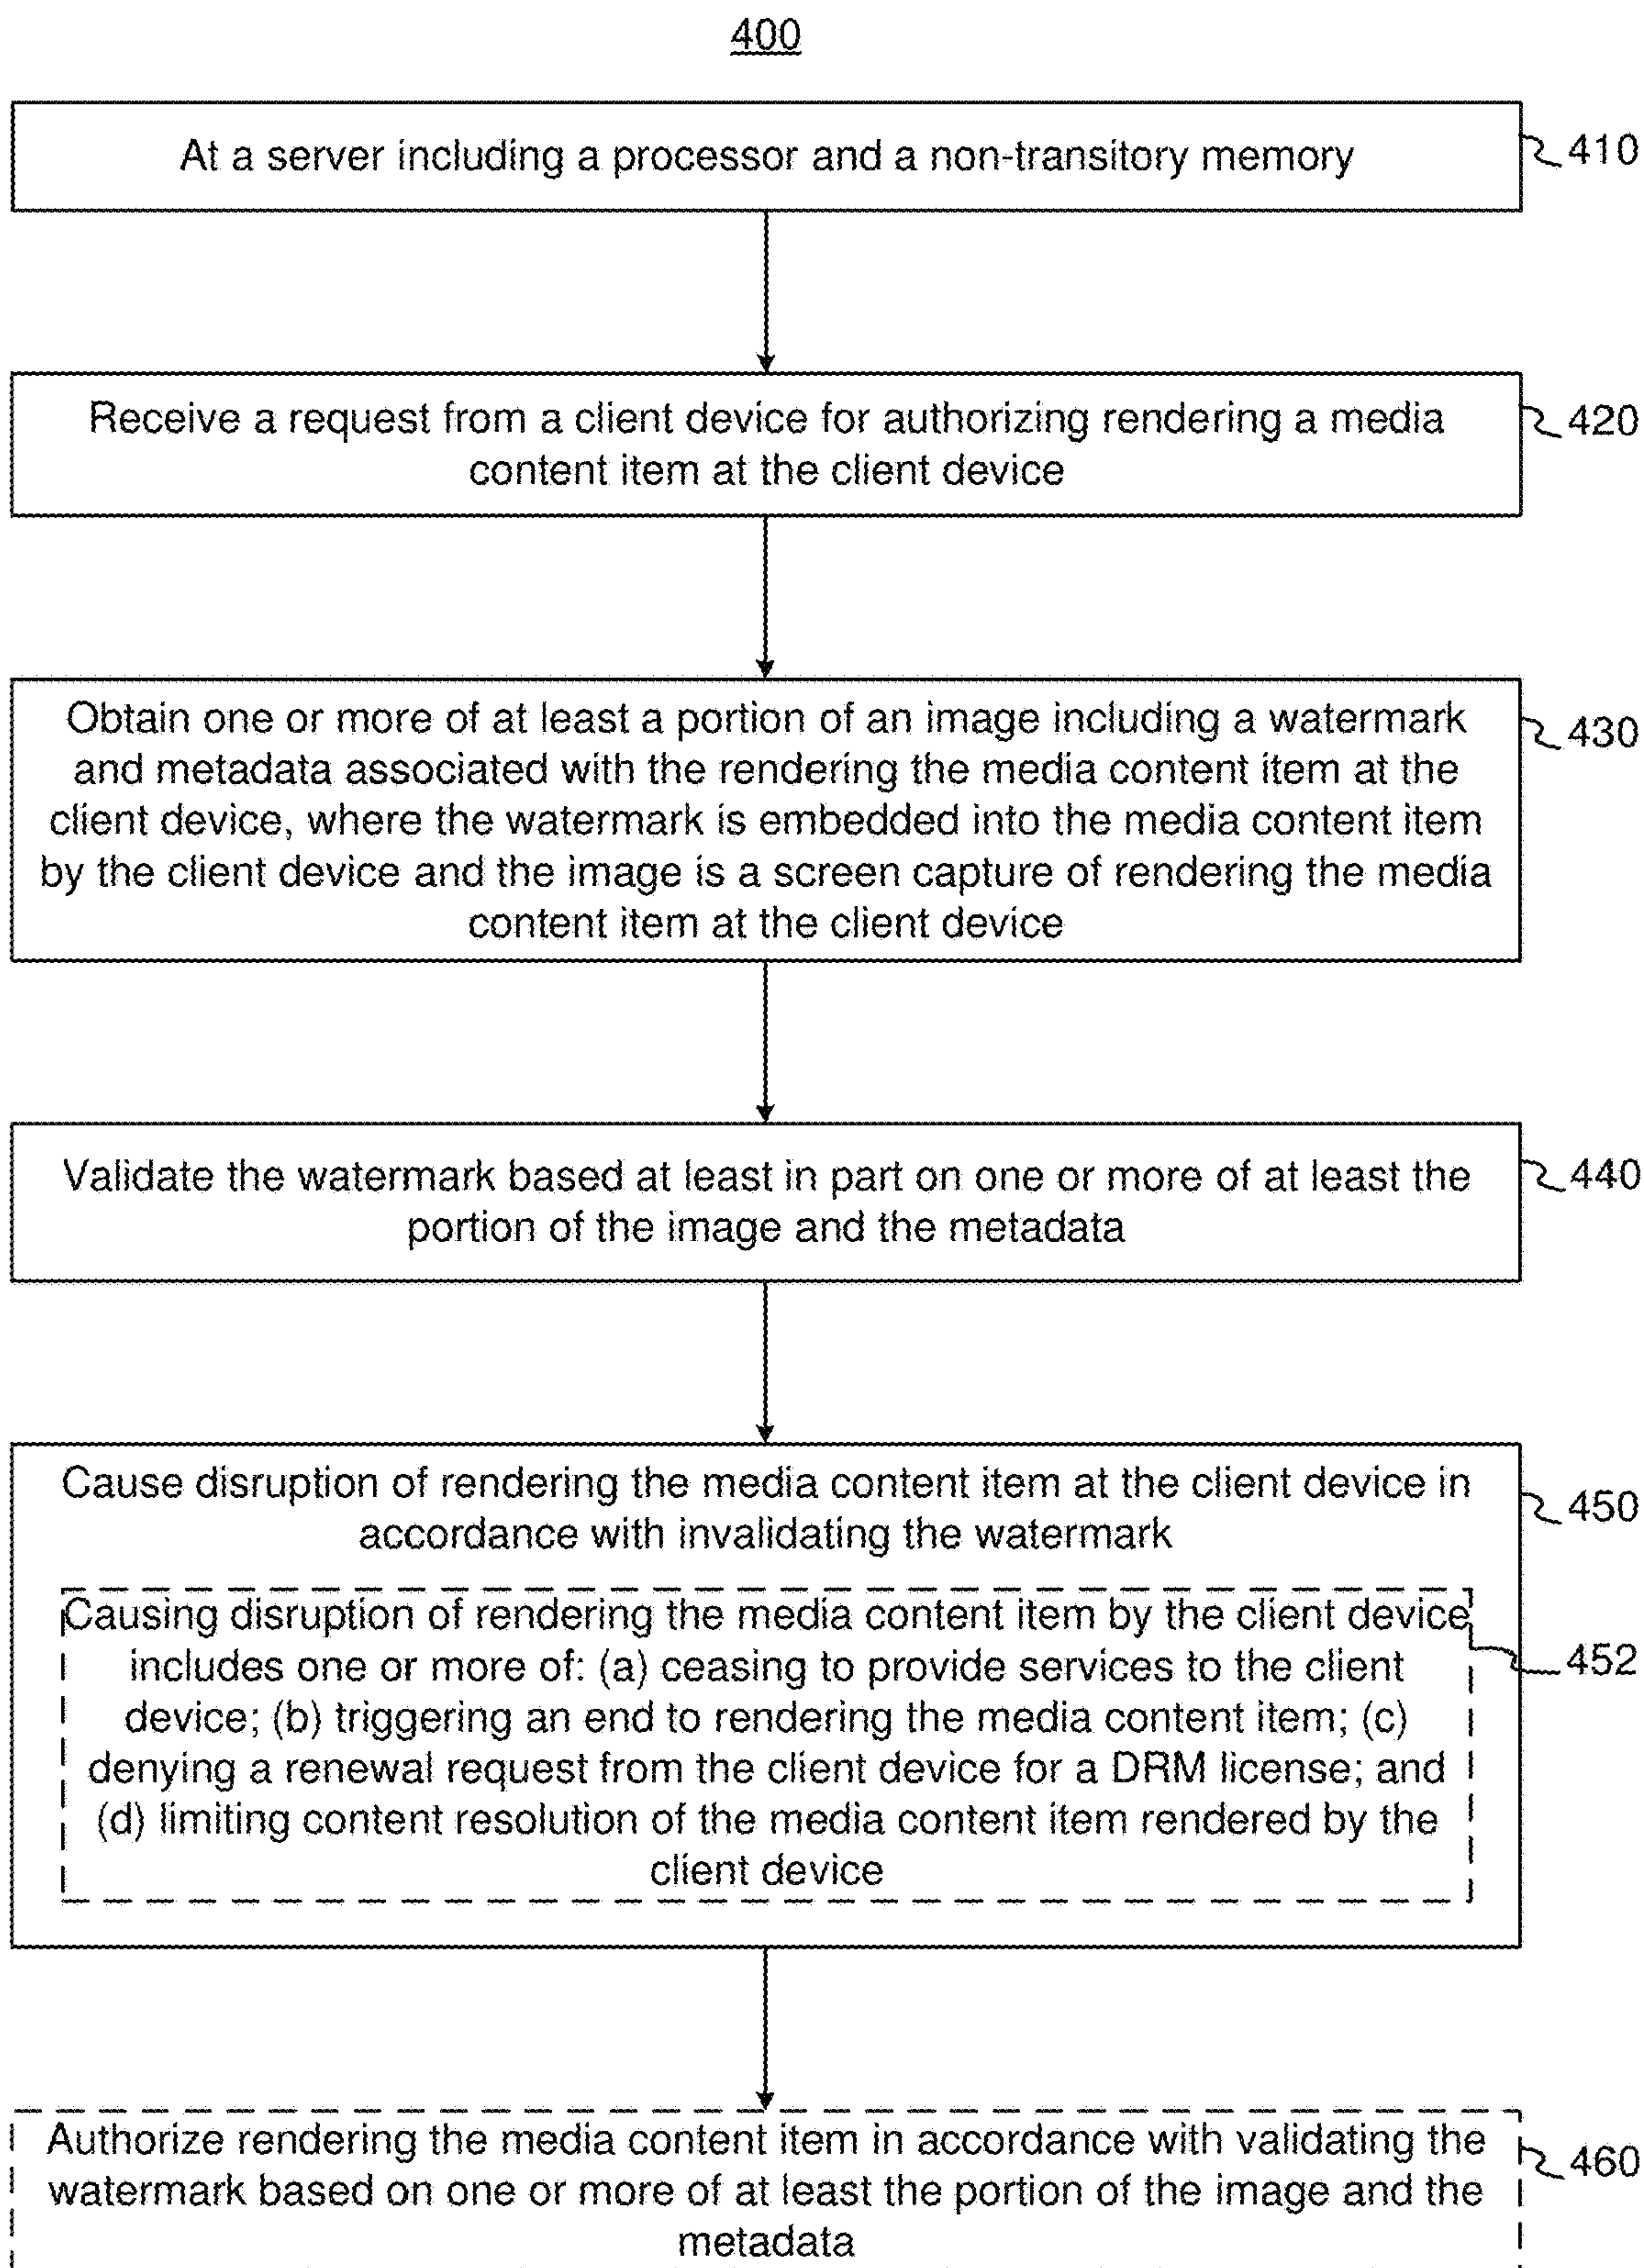 400
At a server including a processor and a non-transitory memory
410
Receive a request from a client device for authorizing rendering a media
content item at the client device
420
Obtain one or more of at least a portion of an image including a watermark
and metadata associated with the rendering the media content item at the
client device, where the watermark is embedded into the media content item
by the client device and the image is a screen capture of rendering the media
content item at the client device
430
Validate the watermark based at least in part on one or more of at least the
portion of the image and the metadata
440
Cause disruption of rendering the media content item at the client device in
accordance with invalidating the watermark
450
Causing disruption of rendering the media content item by the client device
includes one or more of: (a) ceasing to provide services to the client
device; (b) triggering an end to rendering the media content item; (c)
denying a renewal request from the client device for a DRM license; and
(d) limiting content resolution of the media content item rendered by the
client device
452
Authorize rendering the media content item in accordance with validating the
watermark based on one or more of at least the portion of the image and the
metadata
460